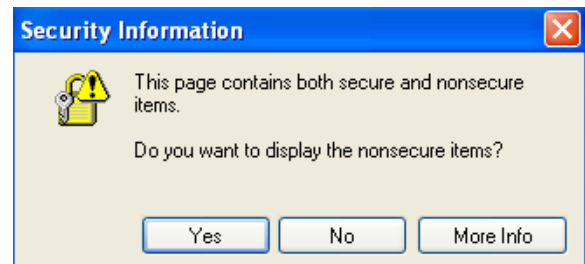 Security Information
This page contains both secure and nonsecure
items.
Do you want to display the nonsecure items?
Yes No More Info